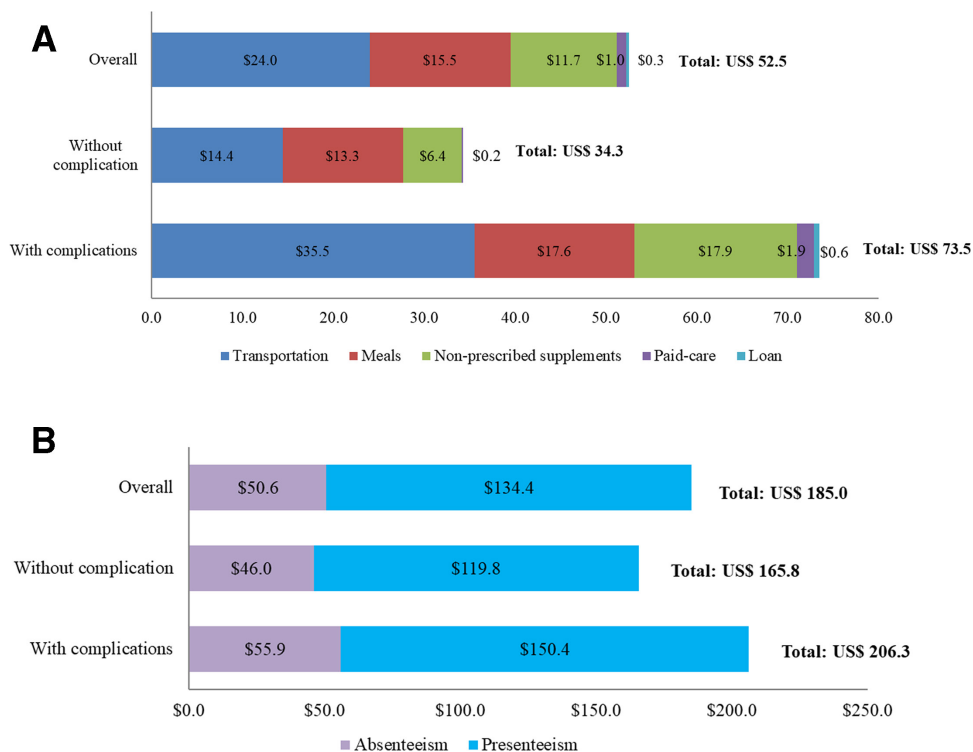 A
Overall
$24.0 $15.5 $11.7 $1.0 $0.3 Total: US$ 52.5
Without
complication
$14.4 $13.3 $6.4 $0.2 Total: US$ 34.3
With complications
$35.5 $17.6 $17.9 $1.9 $0.6 Total: US$ 73.5
0.0 10.0 20.0 30.0 40.0 50.0 60.0 70.0 80.0
Transportation Meals Non-prescribed supplements Paid-care Loan
B
Overall
$50.6 $134.4 Total: US$ 185.0
Without complication
$46.0 $119.8 Total: US$ 165.8
With complications
$55.9 $150.4 Total: US$ 206.3
$0.0 $50.0 $100.0 $150.0 $200.0 $250.0
Absenteeism Presenteeism